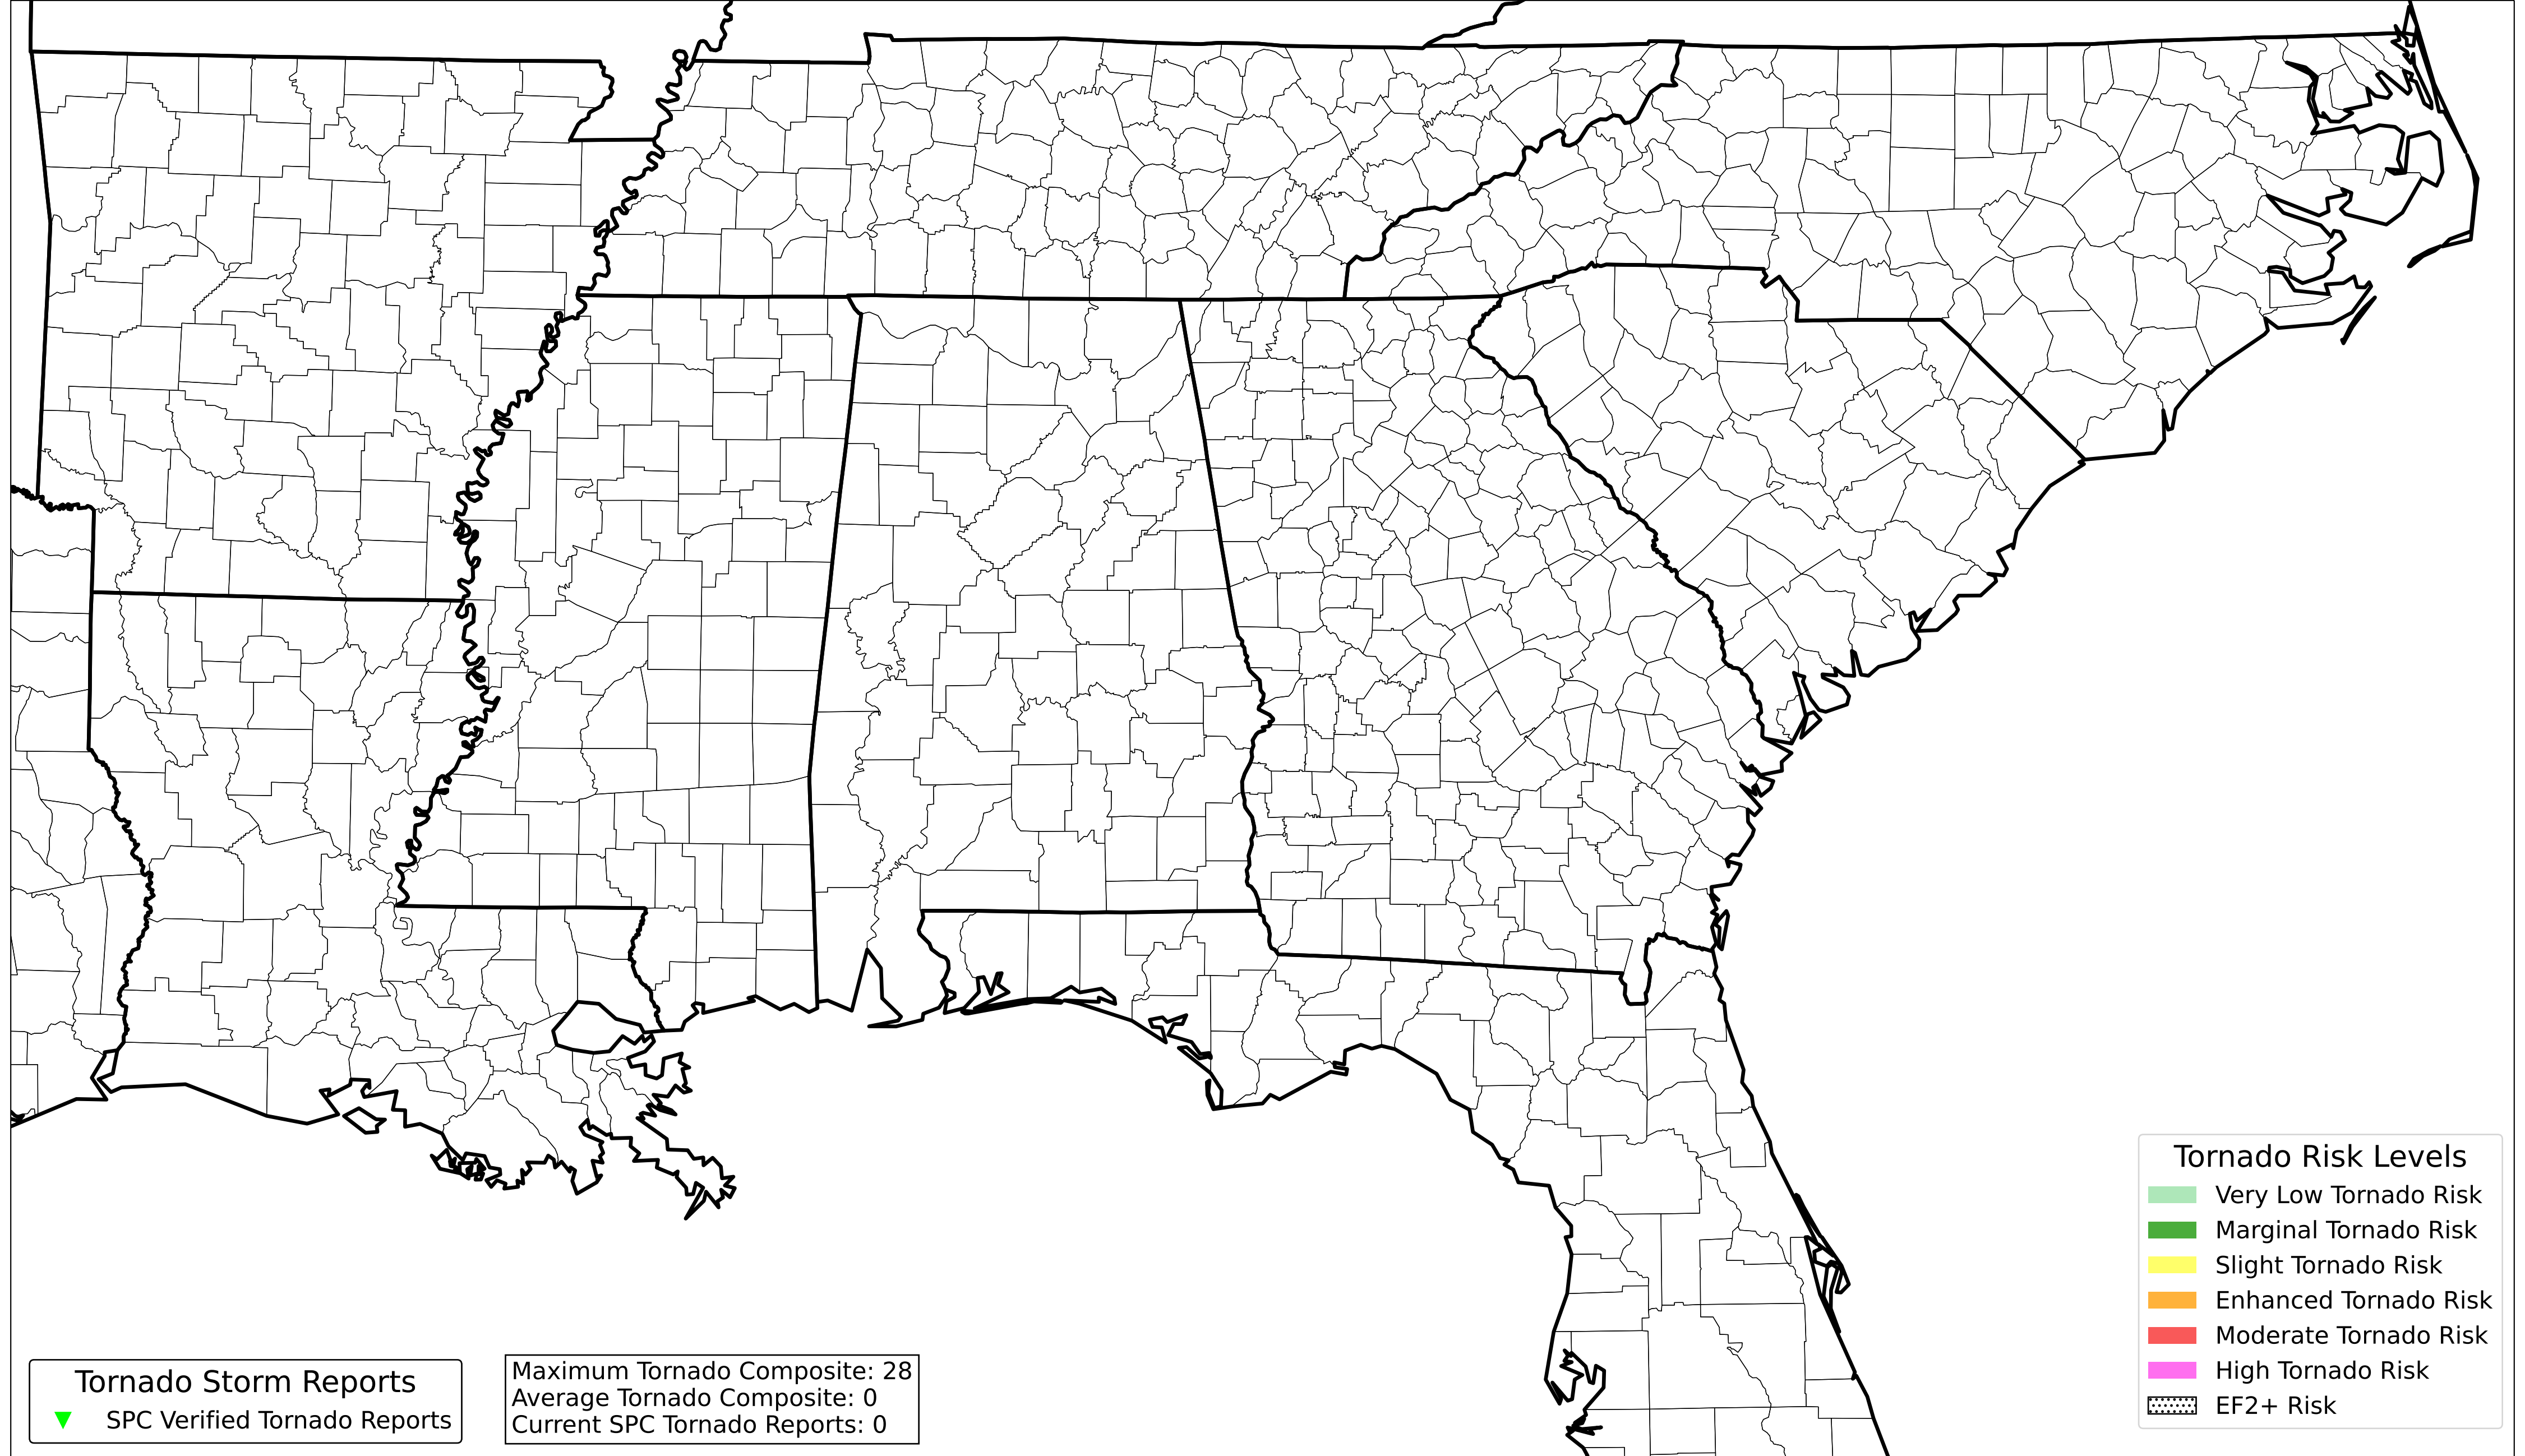 Tornado Storm Reports
SPC Verified Tornado Reports
Maximum Tornado Composite: 28
Average Tornado Composite: 0
Current SPC Tornado Reports: 0
Tornado Risk Levels
Very Low Tornado Risk
Marginal Tornado Risk
Slight Tornado Risk
Enhanced Tornado Risk
Moderate Tornado Risk
High Tornado Risk
EF2+ Risk